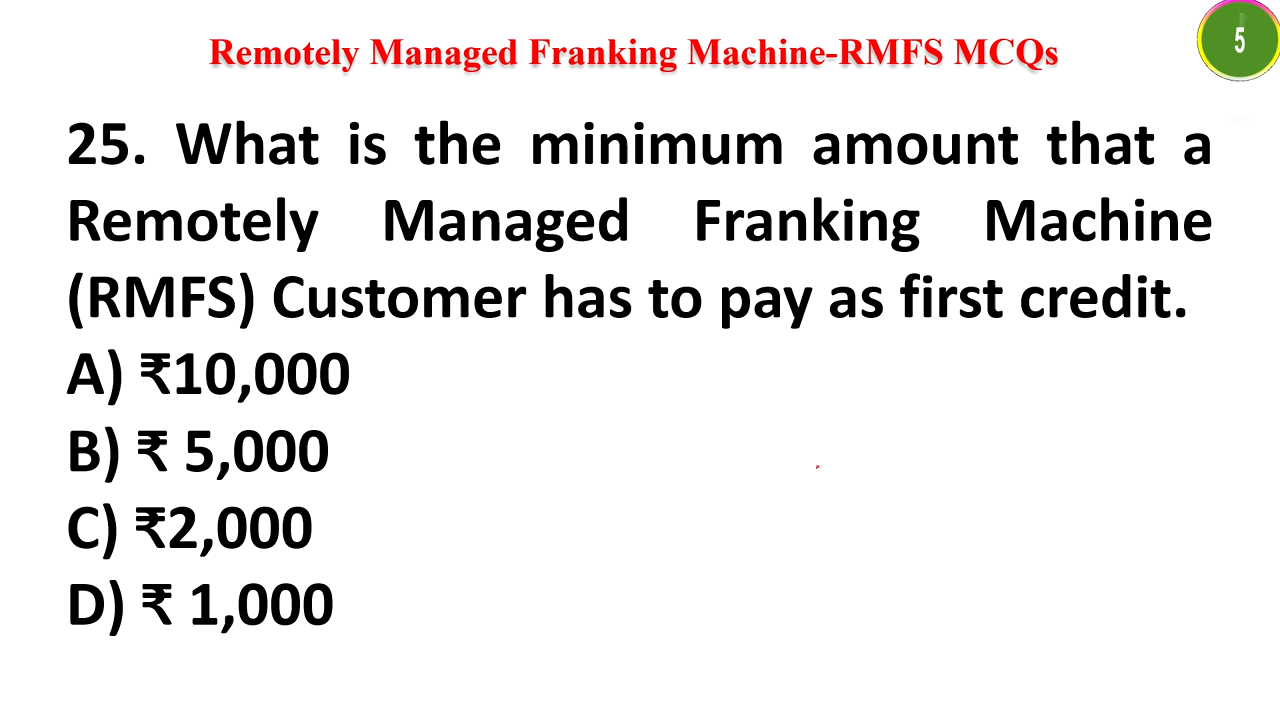 Remotely Managed Franking Machine-RMFS MCQs
5
25. What is the minimum amount that a
Remotely Managed Franking Machine
(RMFS) Customer has to pay as first credit.
A) ₹10,000
B) ₹ 5,000
C) ₹2,000
D) ₹ 1,000